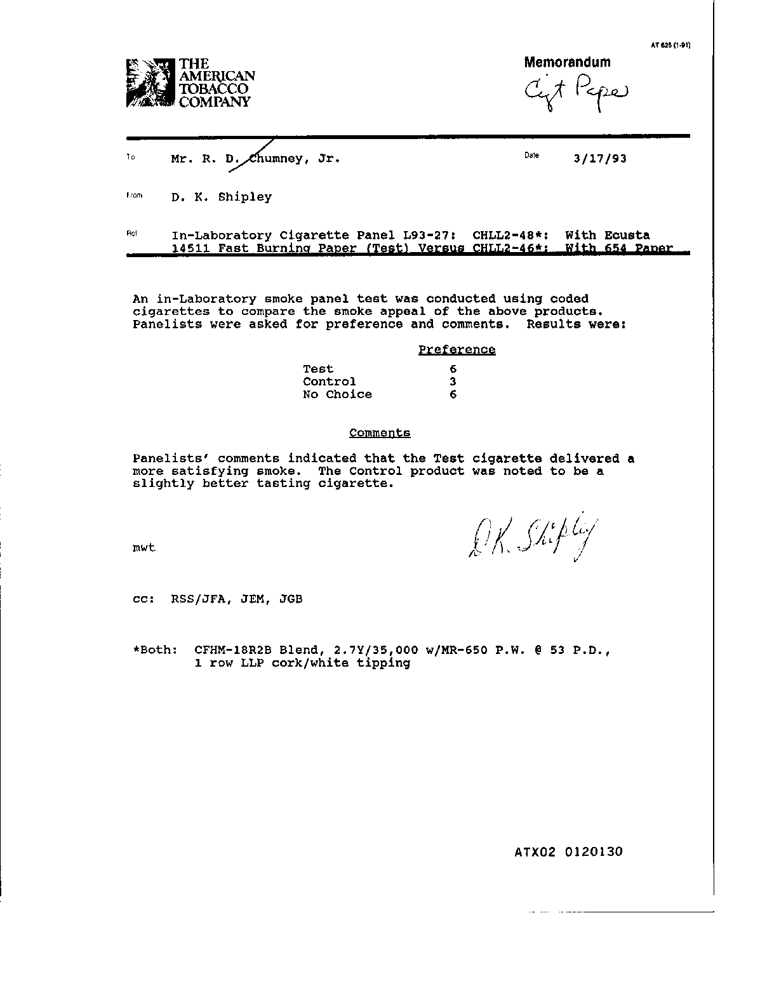 AT 625 (1-91)
THE
AMERICAN
TOBACCO
COMPANY
Memorandum
Cigt Paper
To Mr. R. D. Chumney, Jr. Date 3/17/93
From D. K. Shipley
Ref In-Laboratory Cigarette Panel L93-27: CHLL2-48*: With Ecusta
14511 Fast Burning Paper (Test) Versus CHLL2-46*: With 654 Paper
An in-Laboratory smoke panel test was conducted using coded
cigarettes to compare the smoke appeal of the above products.
Panelists were asked for preference and comments. Results were:
Preference
Test 6
Control 3
No Choice 6
Comments
Panelists' comments indicated that the Test cigarette delivered a
more satisfying smoke. The Control product was noted to be a
slightly better tasting cigarette.
D.K. Shipley
mwt
cc: RSS/JFA, JEM, JGB
*Both: CFHM-18R2B Blend, 2.7Y/35,000 w/MR-650 P.W. @ 53 P.D.,
1 row LLP cork/white tipping
ATX02 0120130